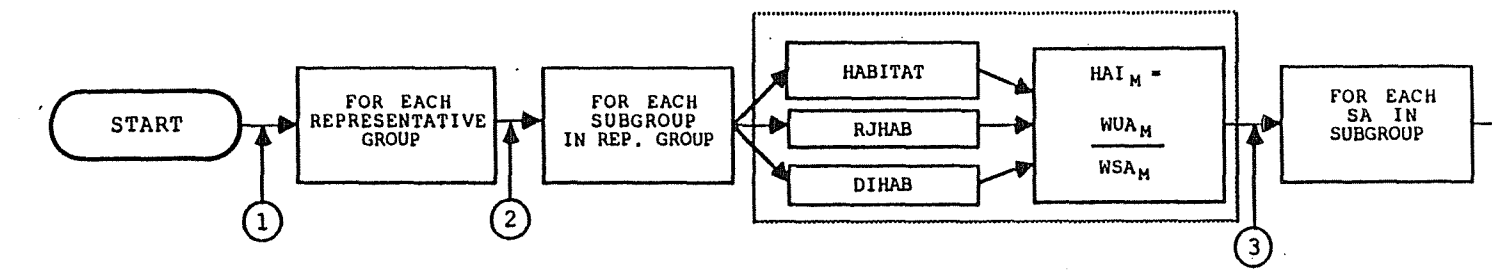 START
FOR EACH
REPRESENTATIVE
GROUP
FOR EACH
SUBGROUP
IN REP. GROUP
HABITAT
RJHAB
DIHAB
HAI M =
WUA M
WSA M
FOR EACH
SA IN
SUBGROUP
1
2
3